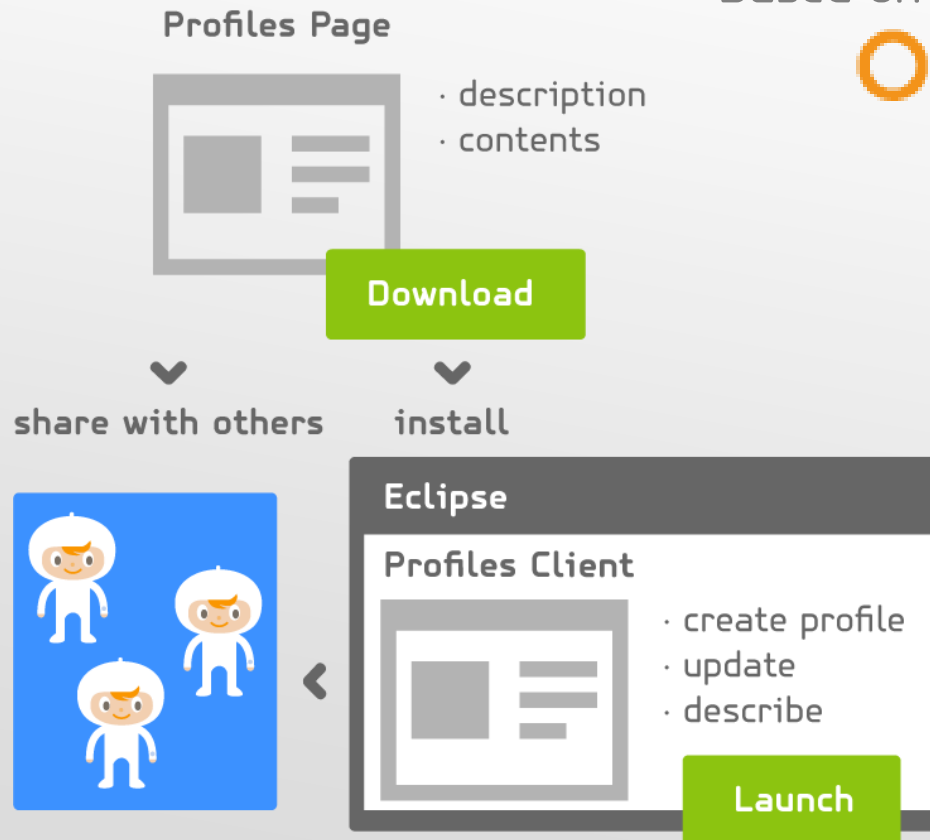 Profiles Page
· description
· contents
Download
share with others
install
Eclipse
Profiles Client
· create profile
· update
· describe
Launch